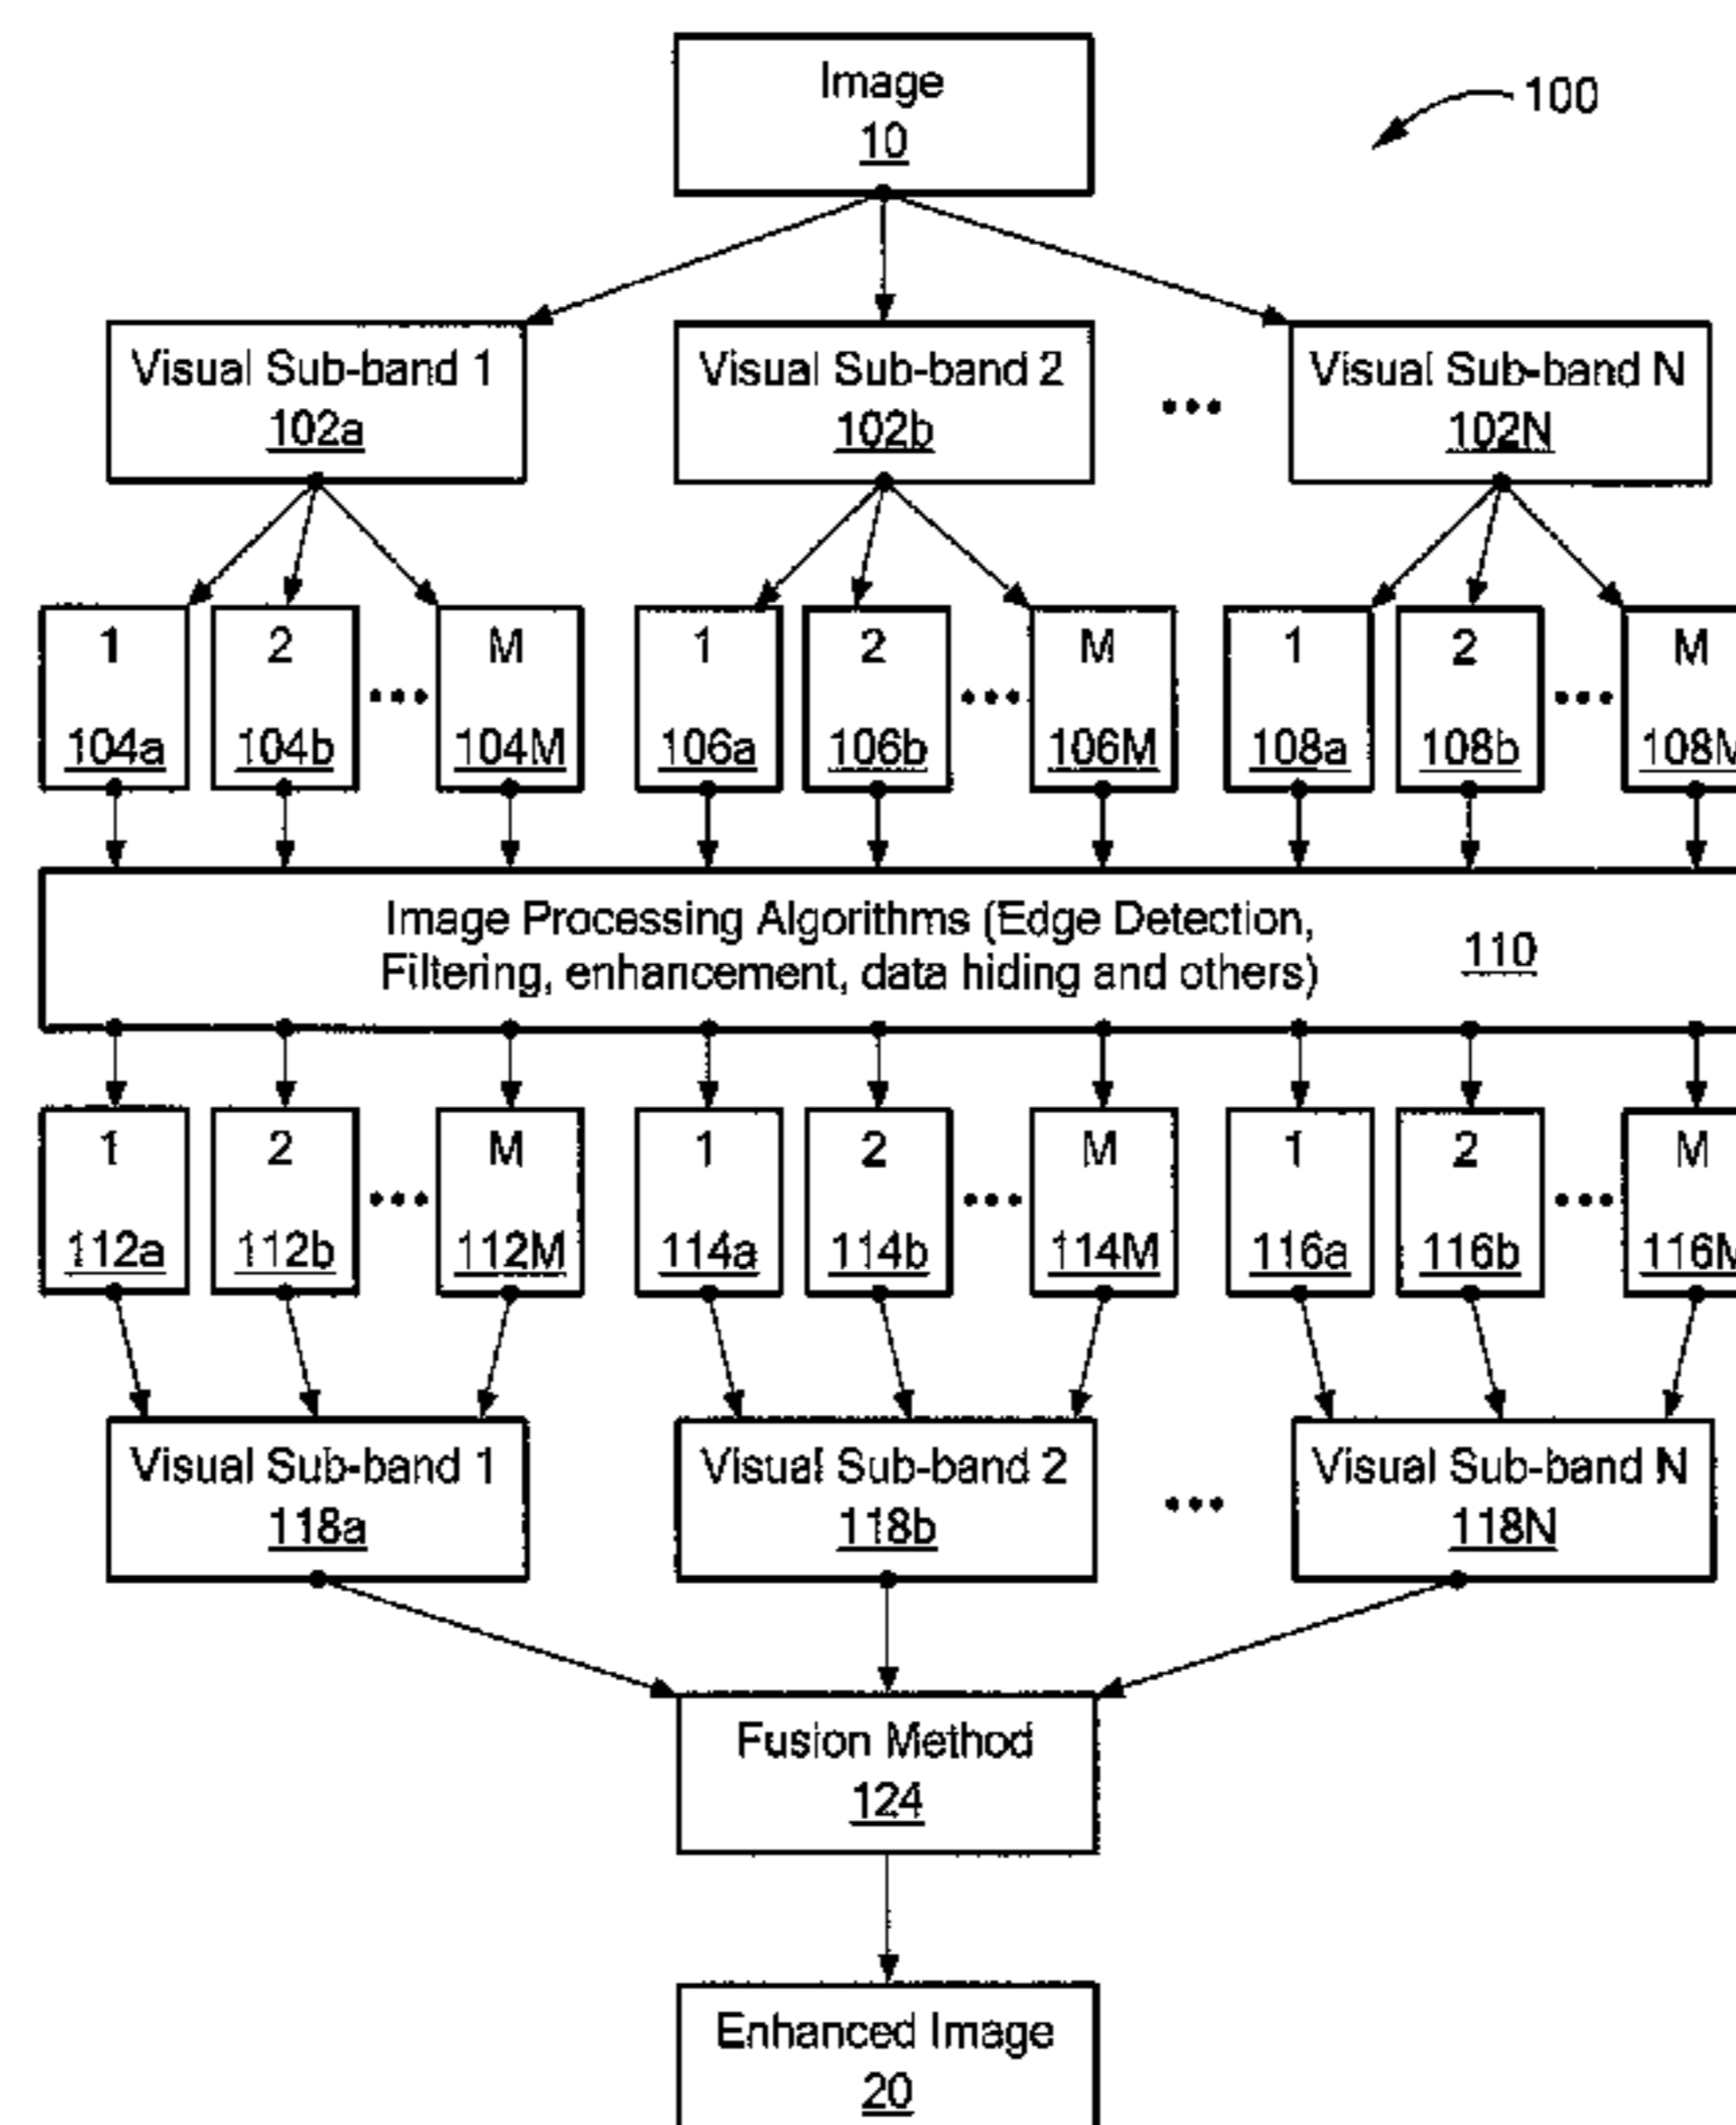 Image
10
100
Visual Sub-band 1
102a
Visual Sub-band 2
102b
...
Visual Sub-band N
102N
1
104a
2
104b
...
M
104M
1
106a
2
106b
...
M
106M
1
108a
2
108b
...
M
108M
Image Processing Algorithms (Edge Detection,
Filtering, enhancement, data hiding and others)
110
1
112a
2
112b
...
M
112M
1
114a
2
114b
...
M
114M
1
116a
2
116b
...
M
116M
Visual Sub-band 1
118a
Visual Sub-band 2
118b
...
Visual Sub-band N
118N
Fusion Method
124
Enhanced Image
20